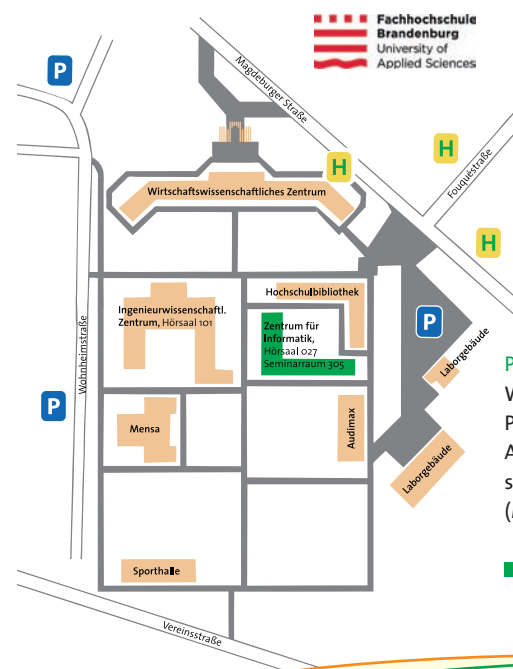 Fachhochschule
Brandenburg
University of
Applied Sciences
P
Magdeburger Straße
H
Fouquéstraße
H
Wirtschaftswissenschaftliches Zentrum
H
Hochschulbibliothek
Ingenieurwissenschaftl.
Zentrum, Hörsaal 101
Zentrum für
Informatik,
Hörsaal 027
Seminarraum 305
P
Wohnheimstraße
Laborgebäude
P
P
W
P
A
s
Mensa
Audimax
Laborgebäude
Sporthalle
Vereinsstraße